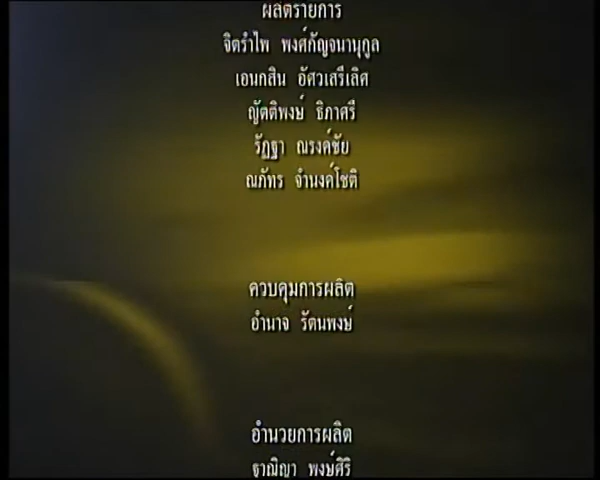 ผลิตรายการ
จิตรำไพ พงศ์กัญจนานุกูล
เอนกสิน อัศวเสรีเลิศ
ญัตติพงษ์ ธิภาศรี
รัฏฐา ณรงค์ชัย
ณภัทร จำนงค์โชติ
ควบคุมการผลิต
อำนาจ รัตนพงษ์
อำนวยการผลิต
ฐาณิญา พงษ์ศิริ